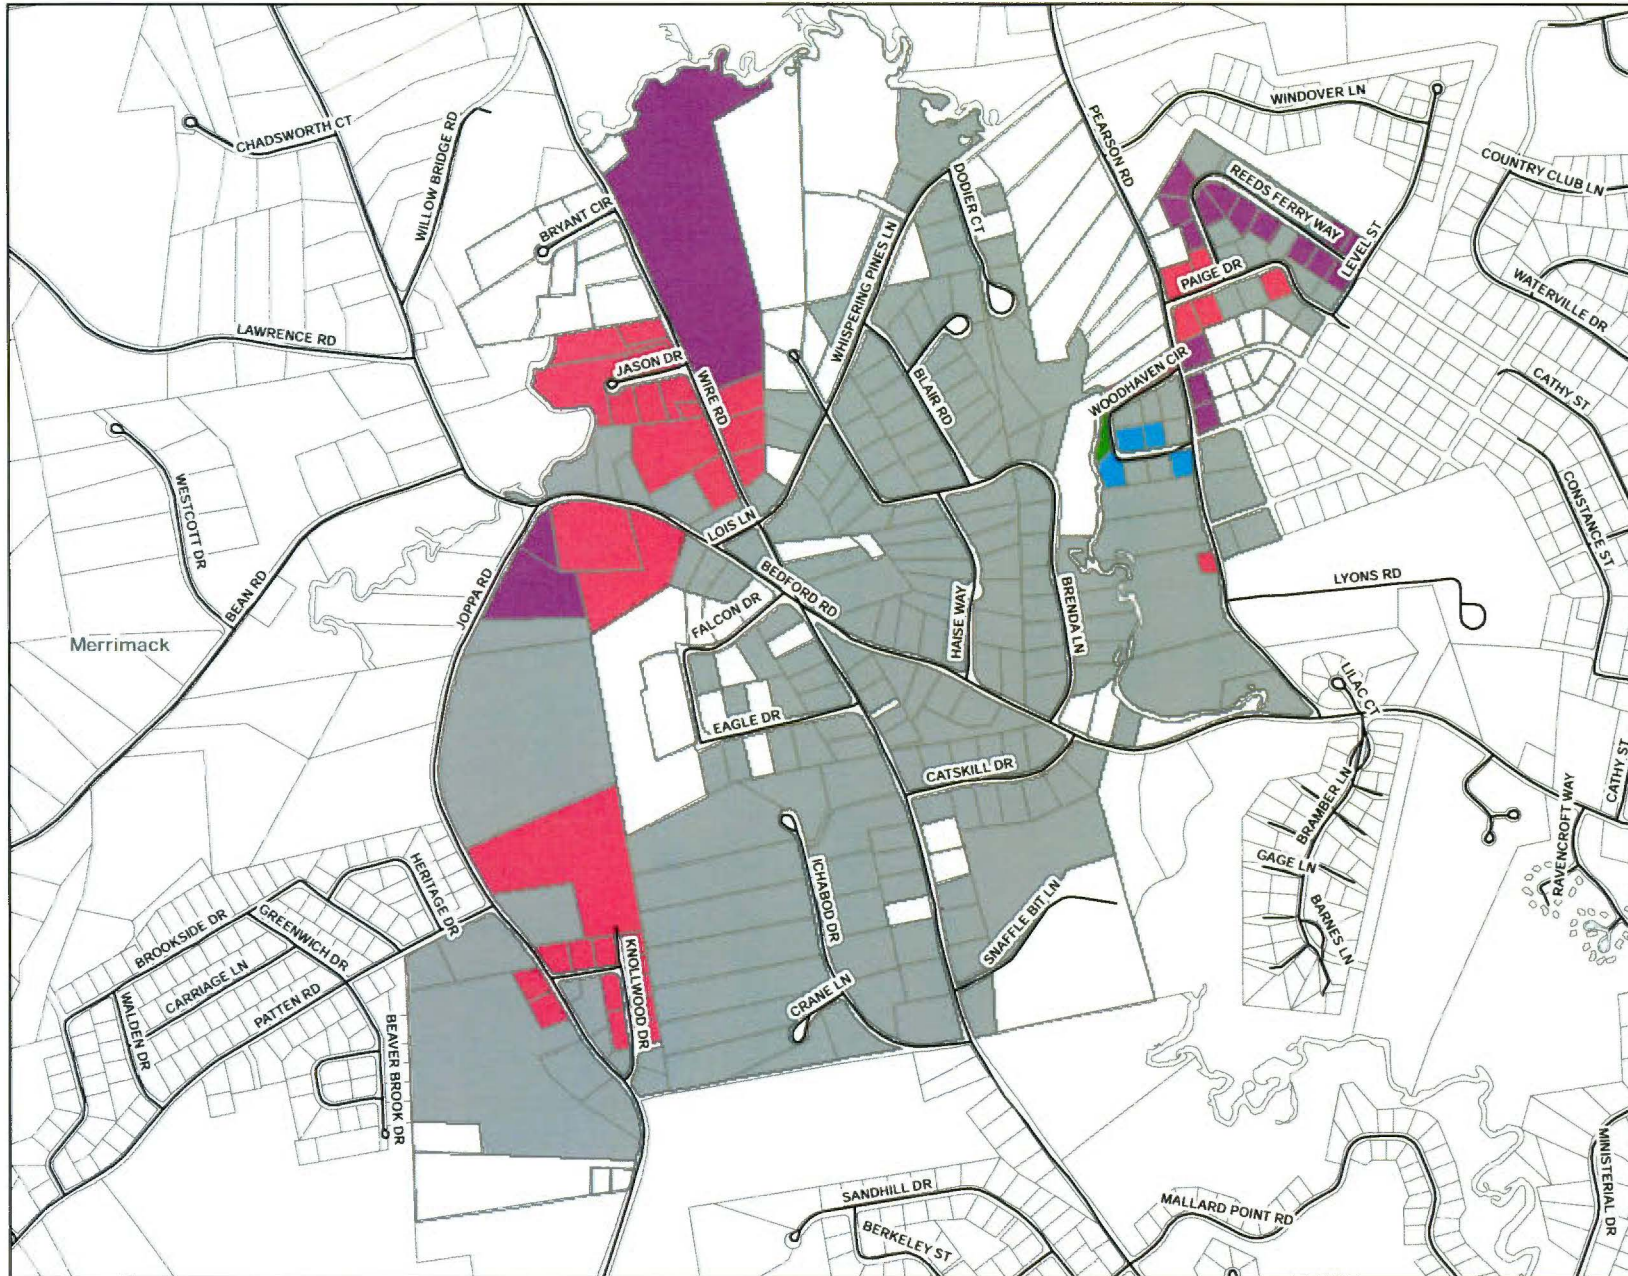 WINDOVER LN
CHADSWORTH CT
PEARSON RD
COUNTRY CLUB LN
WILLOW BRIDGE RD
BRYANT CIR
DODIER CT
REEDS FERRY WAY
LEVEL ST
WHISPERING PINES LN
PAIGE DR
WATERVILLE DR
LAWRENCE RD
JASON DR
WIRE RD
BLAIR RD
WOODHAVEN CIR
CATHY ST
WESTCOTT DR
CONSTANCE ST
LOIS LN
BEDFORD RD
BEAN RD
JOPPA RD
FALCON DR
HAISE WAY
BRENDA LN
LYONS RD
Merrimack
LILAC CT
EAGLE DR
CATSKILL DR
BRAMBER LN
CATHY ST
RAVENCROFT WAY
GAGE LN
HERITAGE DR
ICHABOD DR
BROOKSIDE DR
GREENWICH DR
SNAFFLE BIT LN
BARNES LN
CARRIAGE LN
KNOLLWOOD DR
PATTEN RD
CRANE LN
WALDEN DR
BEAVER BROOK DR
MINISTERIAL DR
SANDHILL DR
MALLARD POINT RD
BERKELEY ST